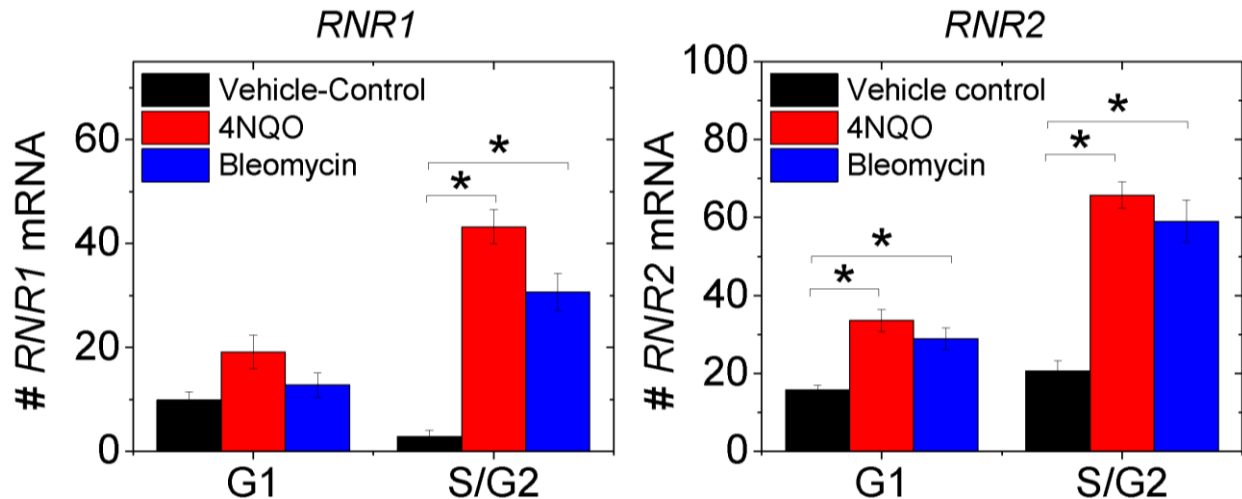 RNR1
# RNR1 mRNA
60
40
20
0
Vehicle-Control
4NQO
Bleomycin
*
*
G1 S/G2
RNR2
# RNR2 mRNA
100
80
60
40
20
0
Vehicle control
4NQO
Bleomycin
*
*
*
*
G1 S/G2